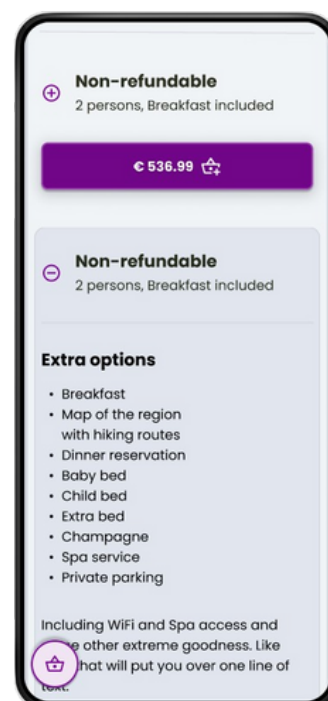 Non-refundable
2 persons, Breakfast included
€ 536.99
Non-refundable
2 persons, Breakfast included
Extra options
• Breakfast
• Map of the region
with hiking routes
• Dinner reservation
• Baby bed
• Child bed
• Extra bed
• Champagne
• Spa service
• Private parking
Including WiFi and Spa access and
other extreme goodness. Like
that will put you over one line of
text.